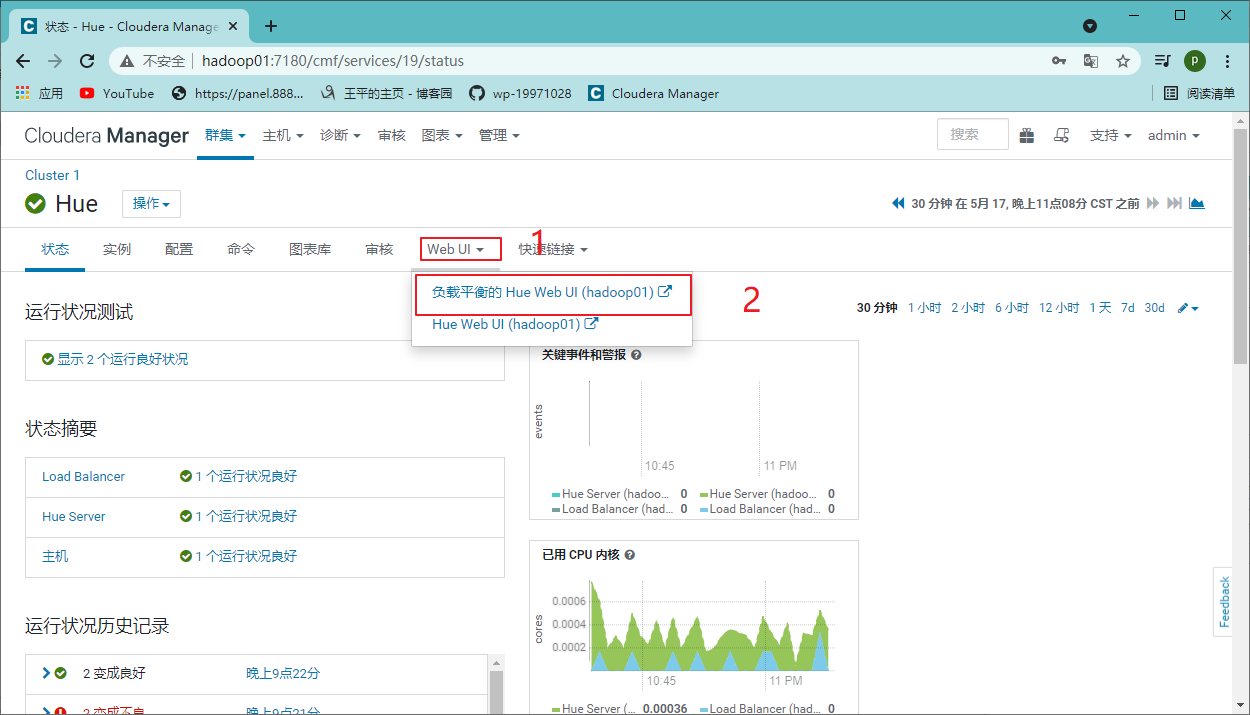 状态 - Hue - Cloudera Manage
不安全 hadoop01:7180/cmf/services/19/status
应用 YouTube https://panel.888... 王平的主页 - 博客园 wp-19971028 Cloudera Manager 阅读清单
Cloudera Manager 群集 主机 诊断 审核 图表 管理 搜索 支持 admin
Cluster 1
Hue 操作 30 分钟 在 5月 17, 晚上11点08分 CST 之前
状态 实例 配置 命令 图表库 审核 Web UI 1 快速链接
负载平衡的 Hue Web UI (hadoop01) 2
Hue Web UI (hadoop01)
运行状况测试 30 分钟 1 小时 2 小时 6 小时 12 小时 1 天 7d 30d
显示 2 个运行良好状况
状态摘要
Load Balancer 1 个运行状况良好
Hue Server 1 个运行状况良好
主机 1 个运行状况良好
运行状况历史记录
2 变成良好 晚上9点22分
2 变成不良 晚上9点21分
关键事件和警报
events
10:45 11 PM
Hue Server (hadoo... 0 Hue Server (hadoo... 0
Load Balancer (had... 0 Load Balancer (had... 0
已用 CPU 内核
cores
0.0006
0.0004
0.0002
10:45 11 PM
Hue Server (... 0.00036 Load Balancer (had... 0
Feedback
p